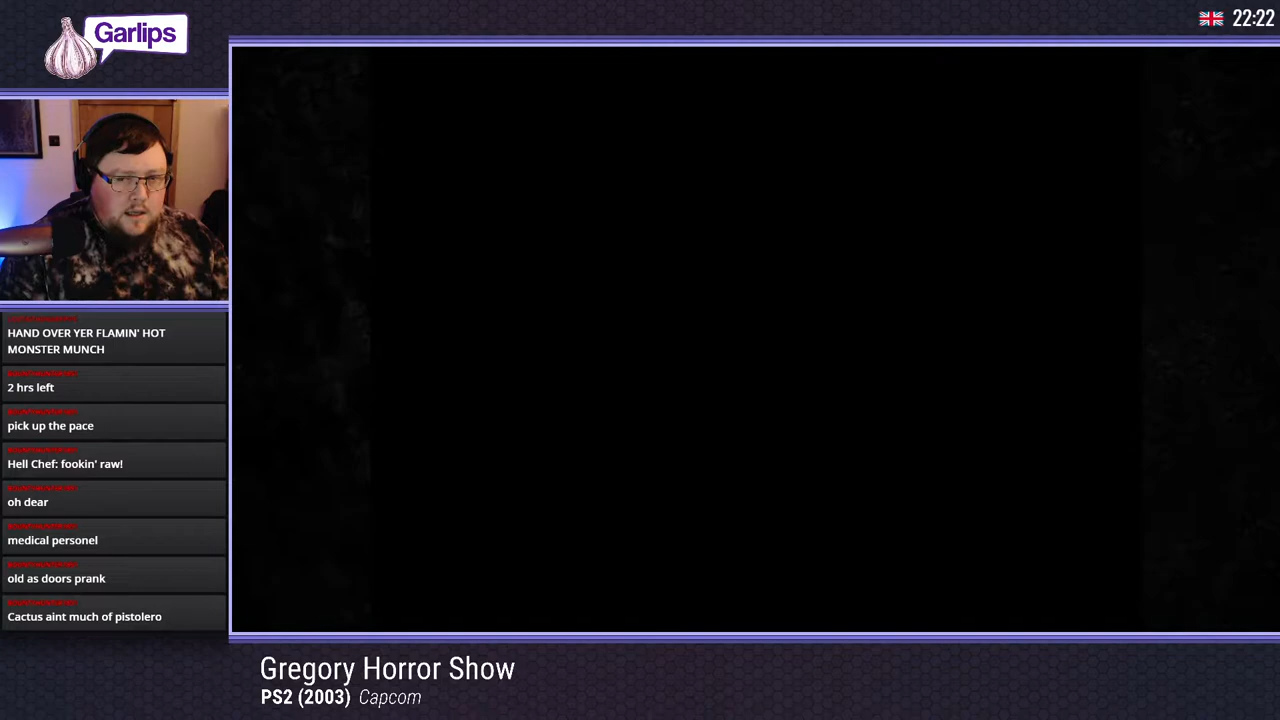 Garlips
22:22
HAND OVER YER FLAMIN' HOT
MONSTER MUNCH
2 hrs left
pick up the pace
Hell Chef: fookin' raw!
oh dear
medical personel
old as doors prank
Cactus aint much of pistolero
Gregory Horror Show
PS2 (2003) Capcom